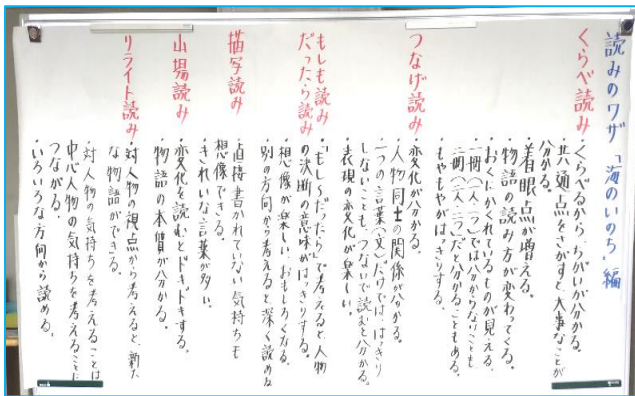 読みのワザ「海のいのち」編
くらべ読み
・くらべるから、ちがいが分かる。
・共通点をさがすと、大事なことが
分かる。
・着眼点が増える。
・物語の読み方が変わってくる。
・おくにかくれているものが見える。
・一冊(一人、一つ)では分からないことも
二冊(二人、二つ)だと分かることもある。
・もやもやがはっきりする。
つなげ読み
・変化が分かる。
・人物同士の関係が分かる。
・一つの言葉(文)だけでは、はっきり
しないことも、つないで読むと分かる。
・表現の変化が楽しい。
もしも読み
だったら読み
・「もし〜だったら」で考えると人物
の決断の意味がはっきりする。
・想像が楽しい、おもしろくなる。
・別の方向から考えると深く読める
描写読み
・直接書かれていない気持ちも
想像できる。
・きれいな言葉が多い。
山場読み
・変化を読むとドキドキする。
・物語の本質が分かる。
リライト読み
・対人物の視点から考えると、新た
な物語ができる。
・対人物の気持ちを考えることは
中心人物の気持ちを考えることに
つながる。
・いろいろな方向から読める。